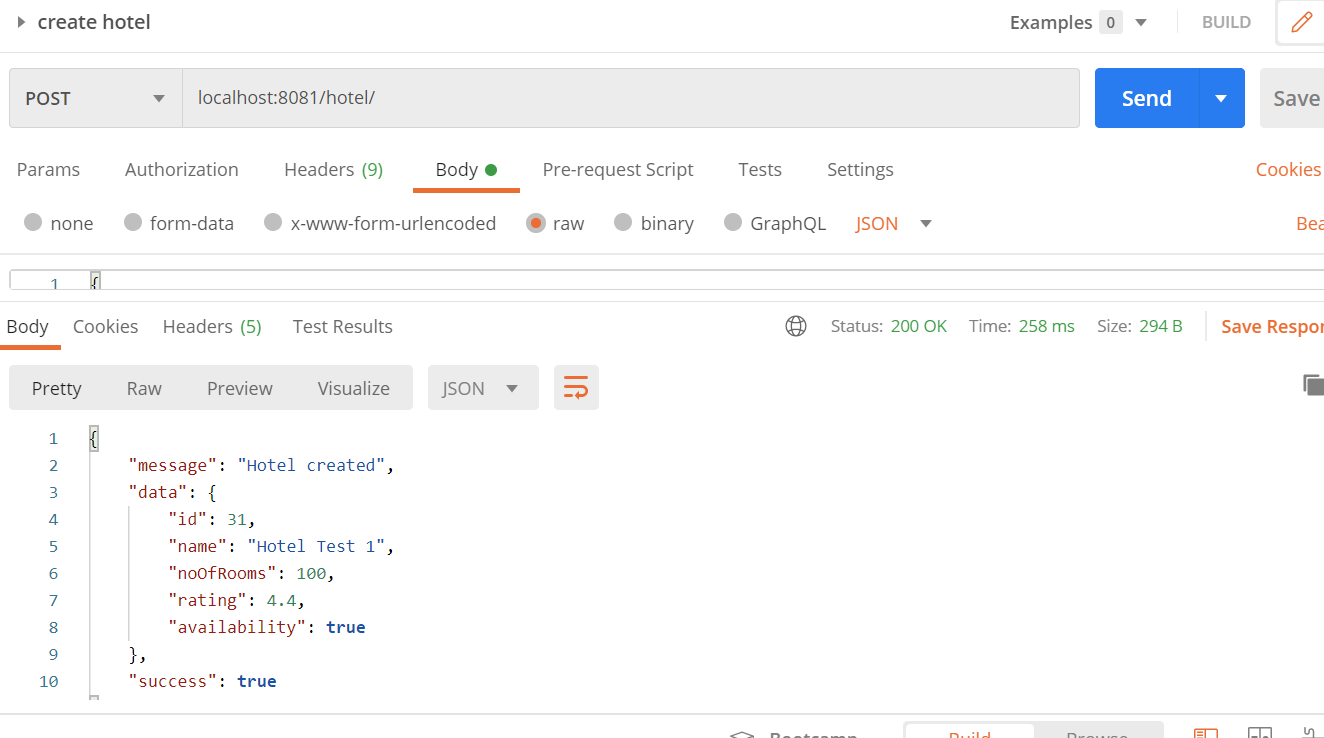 create hotel
Examples 0 BUILD
POST localhost:8081/hotel/ Send Save
Params Authorization Headers (9) Body Pre-request Script Tests Settings Cookies
none form-data x-www-form-urlencoded raw binary GraphQL JSON Bea
1 {
Body Cookies Headers (5) Test Results Status: 200 OK Time: 258 ms Size: 294 B Save Respon
Pretty Raw Preview Visualize JSON
1 {
2 "message": "Hotel created",
3 "data": {
4 "id": 31,
5 "name": "Hotel Test 1",
6 "noOfRooms": 100,
7 "rating": 4.4,
8 "availability": true
9 },
10 "success": true
Bootcamp Build Browse